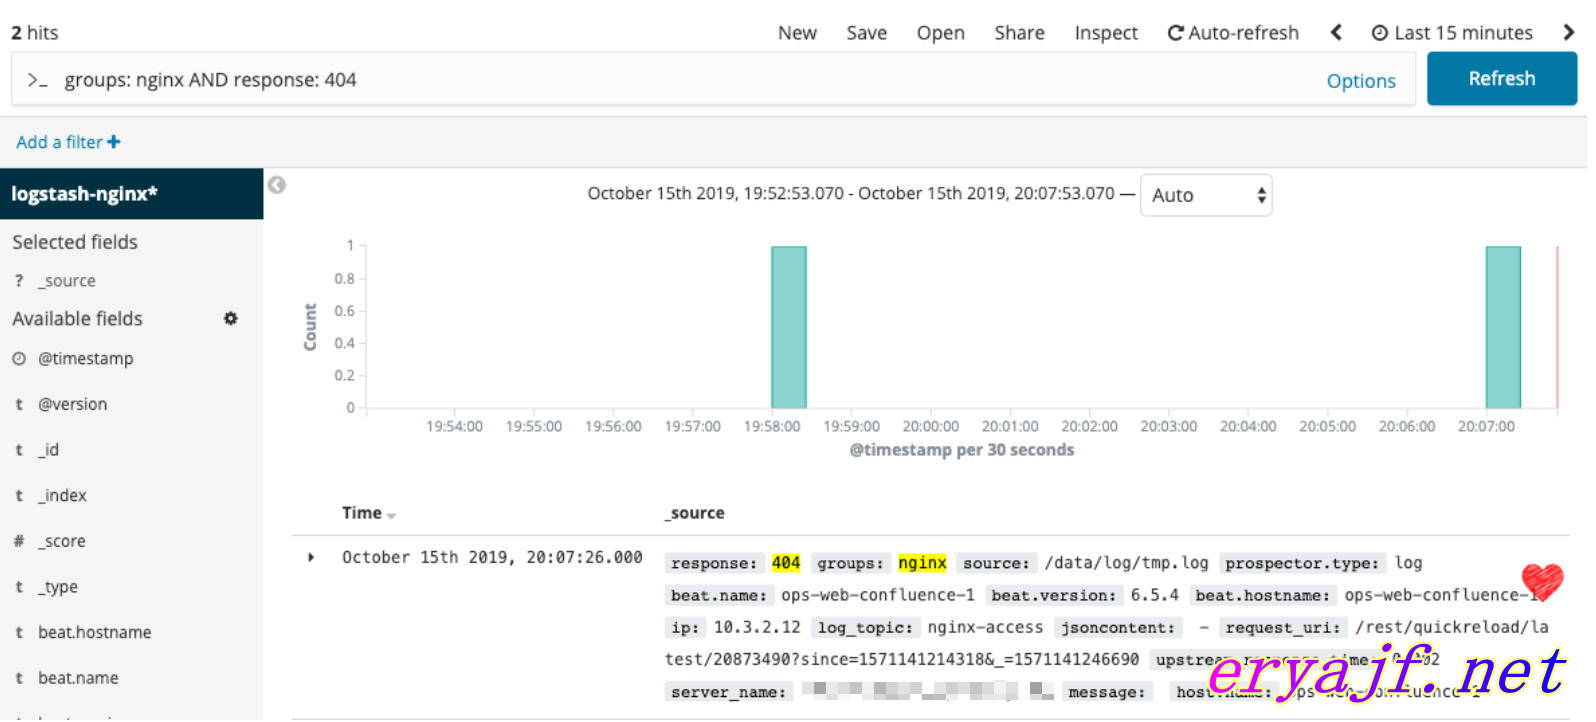 2 hits
New Save Open Share Inspect Auto-refresh Last 15 minutes
>_ groups: nginx AND response: 404 Options Refresh
Add a filter +
logstash-nginx*
October 15th 2019, 19:52:53.070 - October 15th 2019, 20:07:53.070 — Auto
Selected fields
? _source
Available fields
@timestamp
t @version
t _id
t _index
# _score
t _type
t beat.hostname
t beat.name
Count
1
0.8
0.6
0.4
0.2
0
19:54:00 19:55:00 19:56:00 19:57:00 19:58:00 19:59:00 20:00:00 20:01:00 20:02:00 20:03:00 20:04:00 20:05:00 20:06:00 20:07:00
@timestamp per 30 seconds
Time _source
October 15th 2019, 20:07:26.000
response: 404 groups: nginx source: /data/log/tmp.log prospector.type: log
beat.name: ops-web-confluence-1 beat.version: 6.5.4 beat.hostname: ops-web-confluence-1
ip: 10.3.2.12 log_topic: nginx-access jsoncontent: - request_uri: /rest/quickreload/la
test/20873490?since=1571141214318&_=1571141246690
server_name: message: host.name: ops-web-confluence-1
eryajf.net